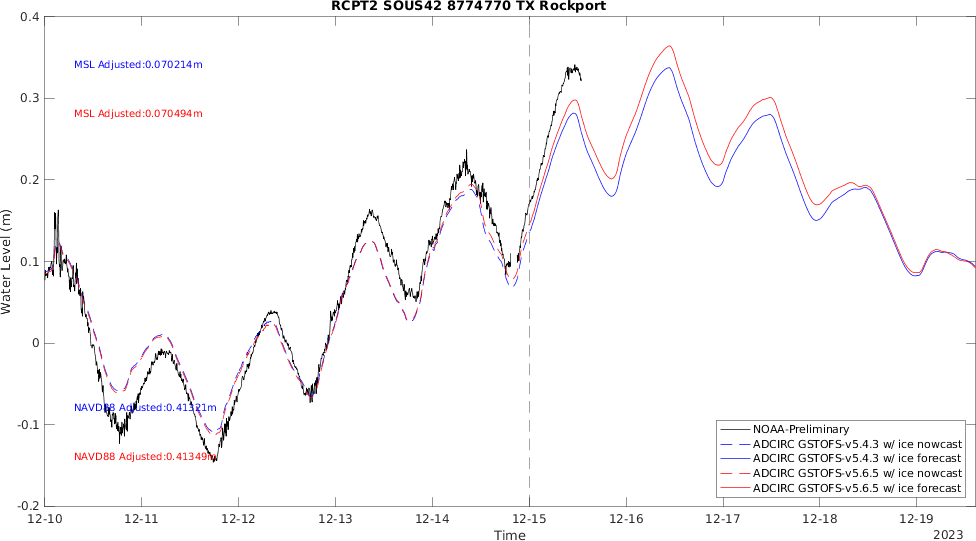 RCPT2 SOUS42 8774770 TX Rockport
0.4
0.3
0.2
0.1
0
-0.1
-0.2
Water Level (m)
MSL Adjusted:0.070214m
MSL Adjusted:0.070494m
NAVD88 Adjusted:0.41321m
NAVD88 Adjusted:0.41349m
NOAA-Preliminary
ADCIRC GSTOFS-v5.4.3 w/ ice nowcast
ADCIRC GSTOFS-v5.4.3 w/ ice forecast
ADCIRC GSTOFS-v5.6.5 w/ ice nowcast
ADCIRC GSTOFS-v5.6.5 w/ ice forecast
12-10 12-11 12-12 12-13 12-14 12-15 12-16 12-17 12-18 12-19
Time
2023